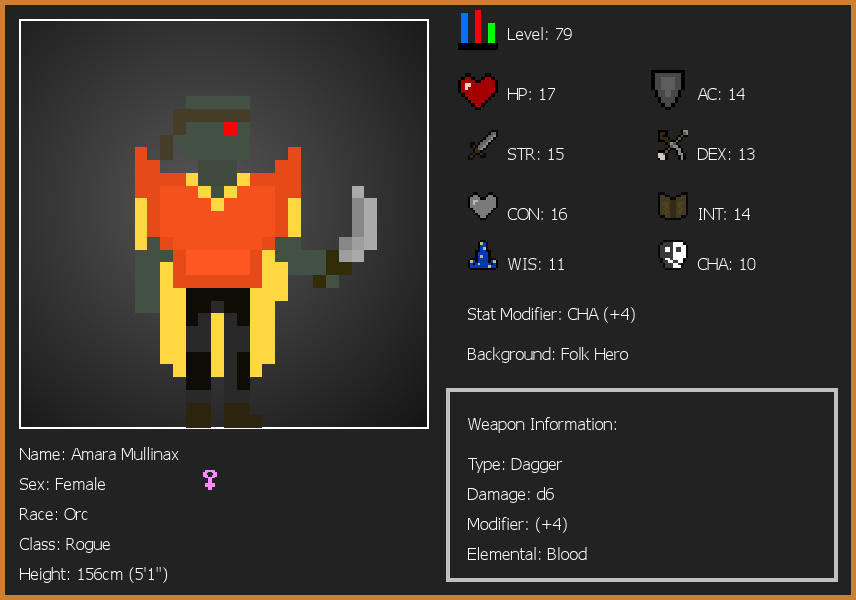 Level: 79
HP: 17
AC: 14
STR: 15
DEX: 13
CON: 16
INT: 14
WIS: 11
CHA: 10
Stat Modifier: CHA (+4)
Background: Folk Hero
Weapon Information:
Type: Dagger
Damage: d6
Modifier: (+4)
Elemental: Blood
Name: Amara Mullinax
Sex: Female
Race: Orc
Class: Rogue
Height: 156cm (5'1")